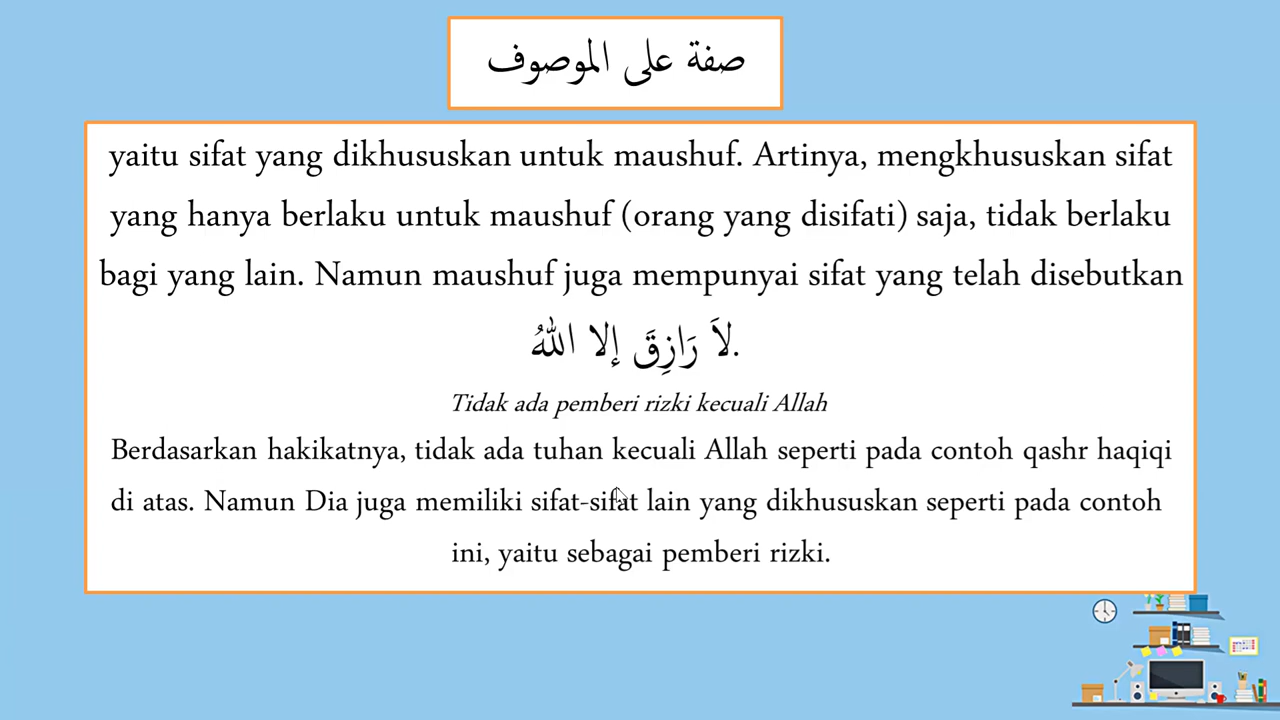 صفة على الموصوف
yaitu sifat yang dikhususkan untuk maushuf. Artinya, mengkhususkan sifat
yang hanya berlaku untuk maushuf (orang yang disifati) saja, tidak berlaku
bagi yang lain. Namun maushuf juga mempunyai sifat yang telah disebutkan
لاَ رَازِقَ إلا اللهُ.
Tidak ada pemberi rizki kecuali Allah
Berdasarkan hakikatnya, tidak ada tuhan kecuali Allah seperti pada contoh qashr haqiqi
di atas. Namun Dia juga memiliki sifat-sifat lain yang dikhususkan seperti pada contoh
ini, yaitu sebagai pemberi rizki.